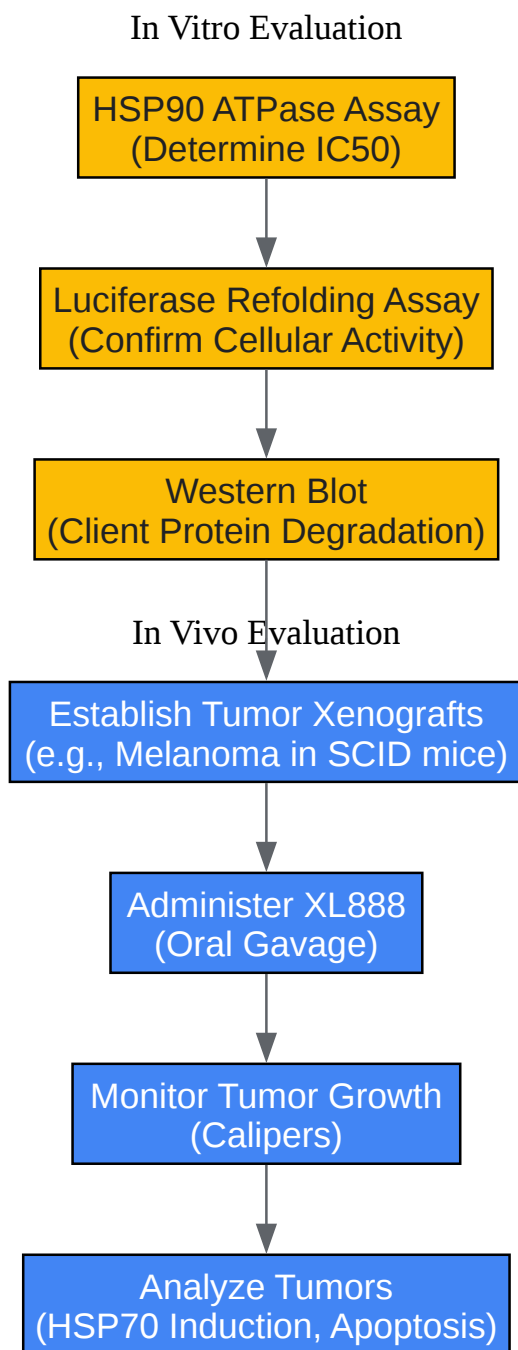 In Vitro Evaluation
HSP90 ATPase Assay
(Determine IC50)
Luciferase Refolding Assay
(Confirm Cellular Activity)
Western Blot
(Client Protein Degradation)
In Vivo Evaluation
Establish Tumor Xenografts
(e.g., Melanoma in SCID mice)
Administer XL888
(Oral Gavage)
Monitor Tumor Growth
(Calipers)
Analyze Tumors
(HSP70 Induction, Apoptosis)